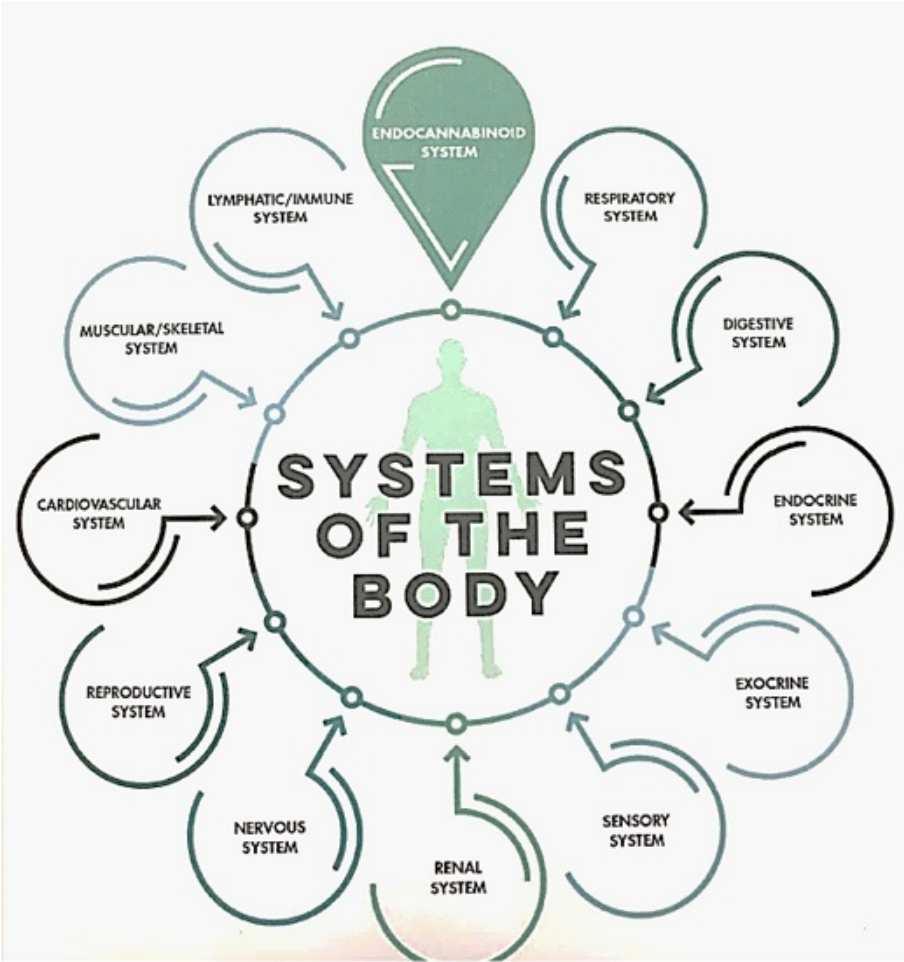 ENDOCANNABINOID
SYSTEM
RESPIRATORY
SYSTEM
DIGESTIVE
SYSTEM
ENDOCRINE
SYSTEM
EXOCRINE
SYSTEM
SENSORY
SYSTEM
RENAL
SYSTEM
NERVOUS
SYSTEM
REPRODUCTIVE
SYSTEM
CARDIOVASCULAR
SYSTEM
MUSCULAR/SKELETAL
SYSTEM
LYMPHATIC/IMMUNE
SYSTEM
SYSTEMS
OF THE
BODY